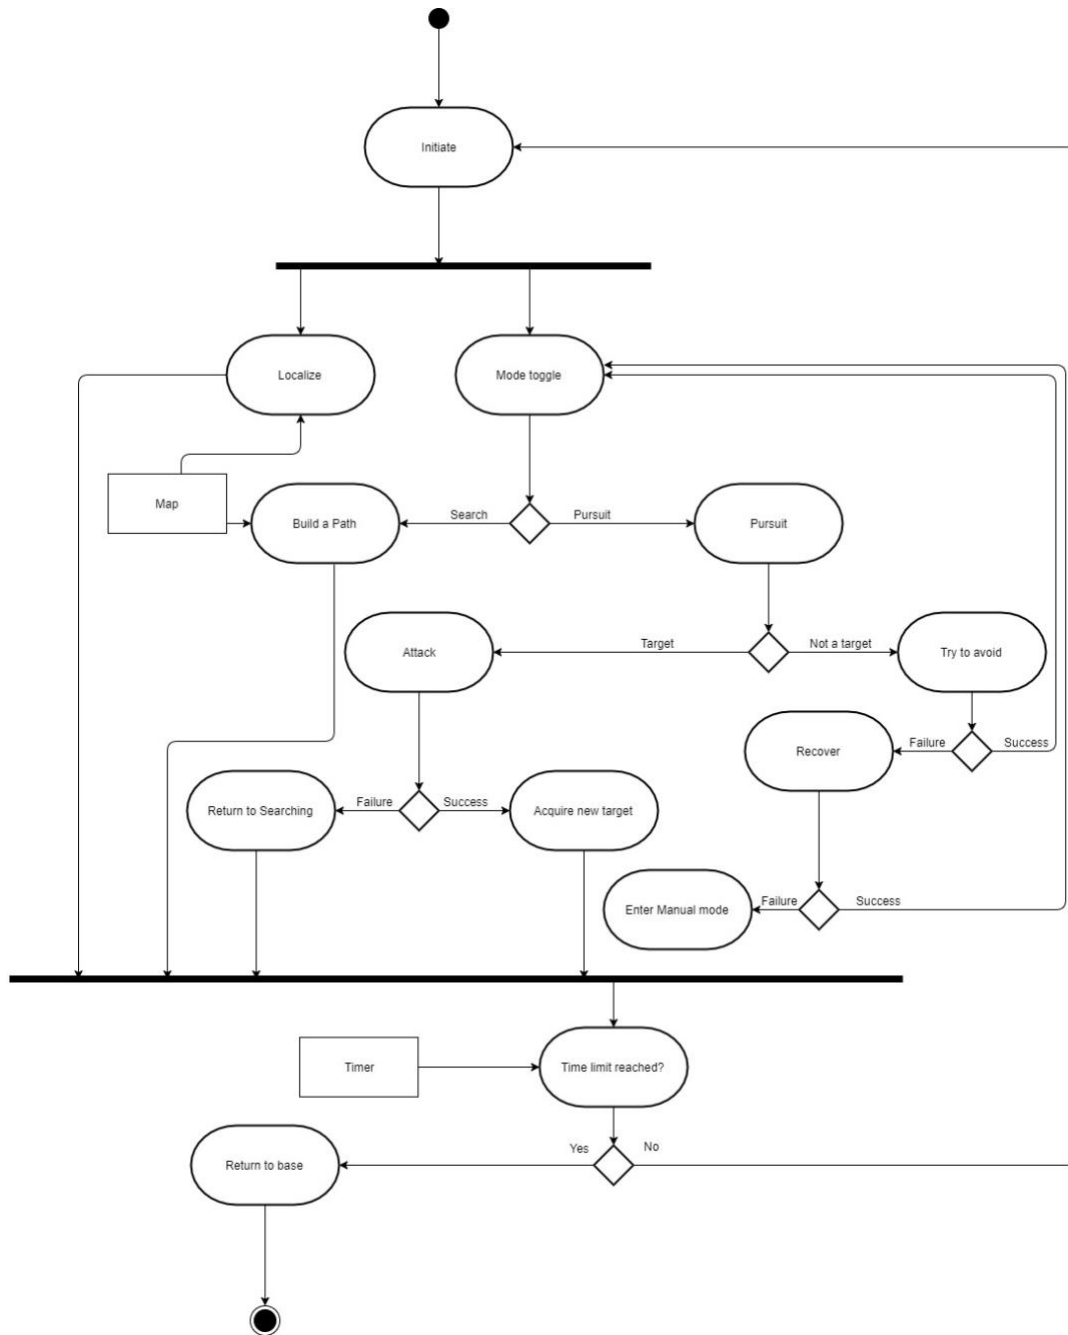 Initiate
Localize
Mode toggle
Map
Build a Path
Search
Pursuit
Pursuit
Attack
Target
Not a target
Try to avoid
Recover
Failure
Success
Return to Searching
Failure
Success
Acquire new target
Enter Manual mode
Failure
Success
Timer
Time limit reached?
Return to base
Yes
No